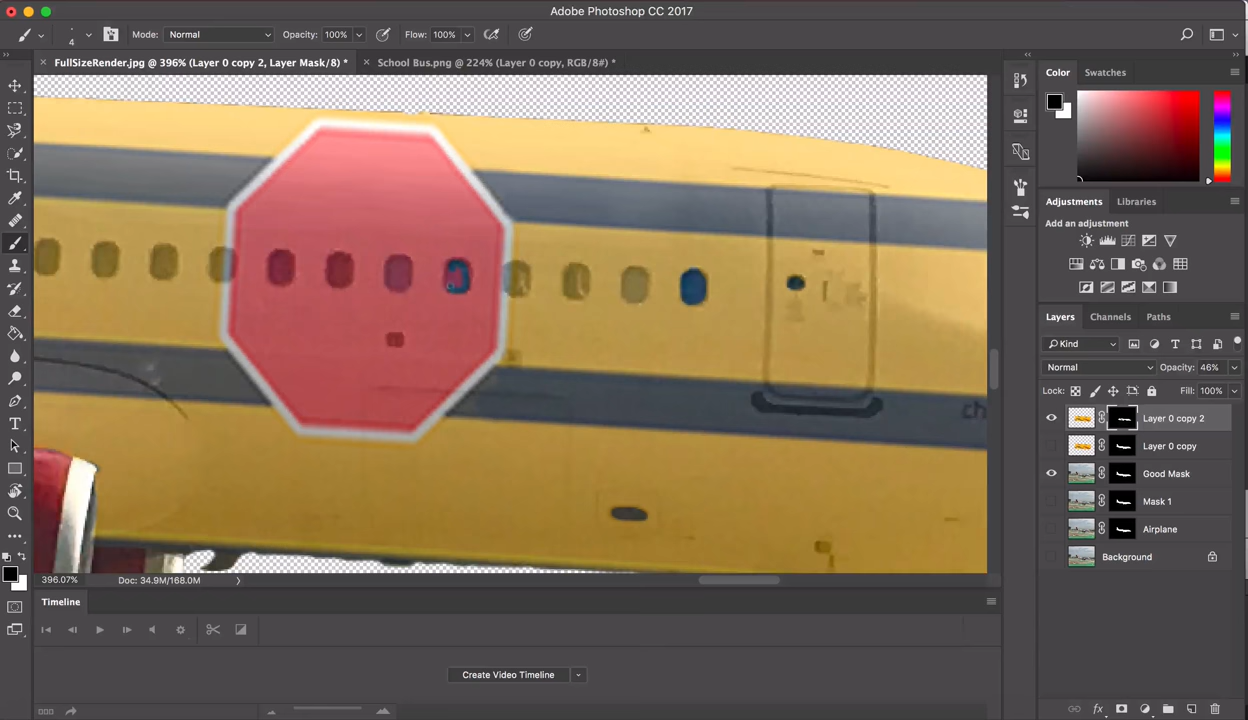 Adobe Photoshop CC 2017
4 Mode: Normal Opacity: 100% Flow: 100%
FullSizeRender.jpg @ 396% (Layer 0 copy 2, Layer Mask/8) * School Bus.png @ 224% (Layer 0 copy, RGB/8#) *
Color Swatches
Adjustments Libraries
Add an adjustment
Layers Channels Paths
Kind
Normal Opacity: 46%
Lock: Fill: 100%
Layer 0 copy 2
Layer 0 copy
Good Mask
Mask 1
Airplane
Background
ch
396.07% Doc: 34.9M/168.0M
Timeline
Create Video Timeline